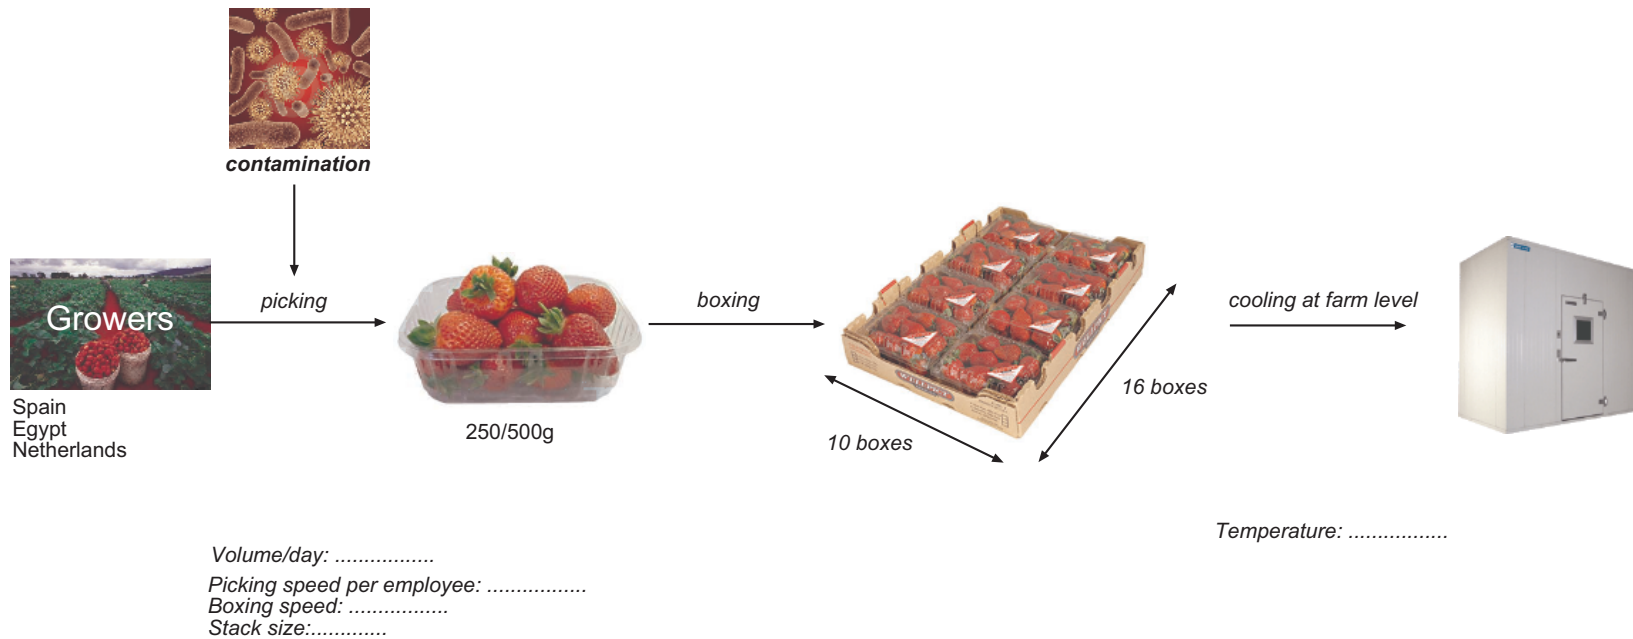 contamination
Growers
picking
boxing
cooling at farm level
16 boxes
10 boxes
Spain
Egypt
Netherlands
250/500g
Temperature: .................
Volume/day: .................
Picking speed per employee: .................
Boxing speed: .................
Stack size:.............